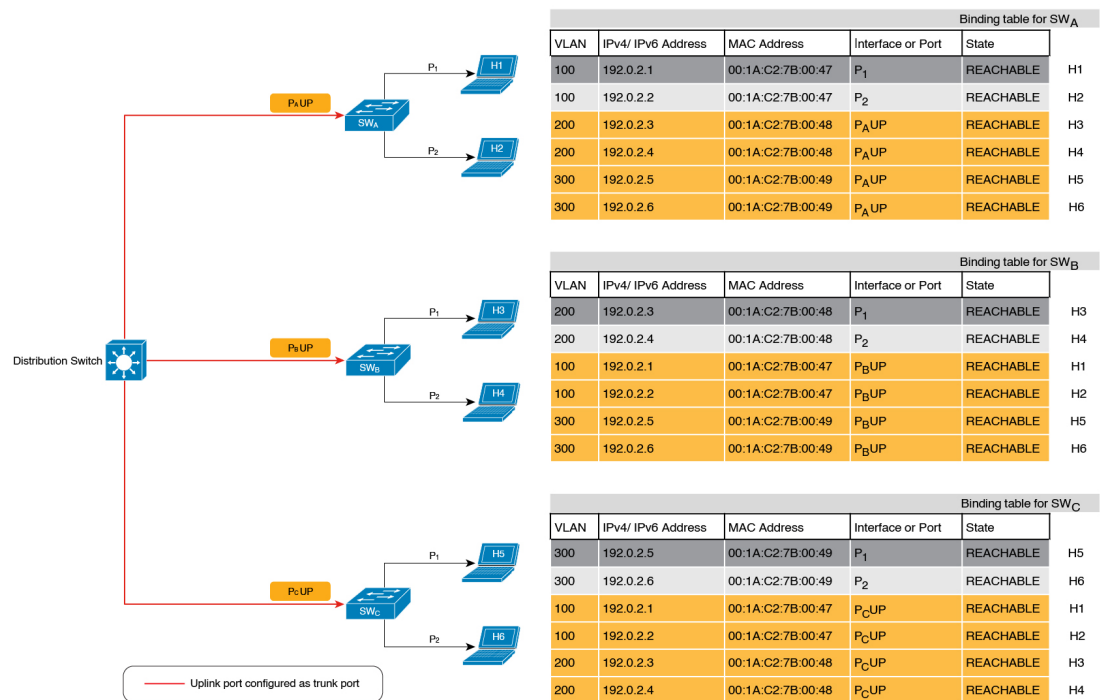 Binding table for SWA
VLAN IPv4/ IPv6 Address MAC Address Interface or Port State
100 192.0.2.1 00:1A:C2:7B:00:47 P1 REACHABLE H1
100 192.0.2.2 00:1A:C2:7B:00:47 P2 REACHABLE H2
200 192.0.2.3 00:1A:C2:7B:00:48 PAUP REACHABLE H3
200 192.0.2.4 00:1A:C2:7B:00:48 PAUP REACHABLE H4
300 192.0.2.5 00:1A:C2:7B:00:49 PAUP REACHABLE H5
300 192.0.2.6 00:1A:C2:7B:00:49 PAUP REACHABLE H6
P1
H1
PAUP
SWA
P2
H2
Binding table for SWB
VLAN IPv4/ IPv6 Address MAC Address Interface or Port State
200 192.0.2.3 00:1A:C2:7B:00:48 P1 REACHABLE H3
200 192.0.2.4 00:1A:C2:7B:00:48 P2 REACHABLE H4
100 192.0.2.1 00:1A:C2:7B:00:47 PBUP REACHABLE H1
100 192.0.2.2 00:1A:C2:7B:00:47 PBUP REACHABLE H2
300 192.0.2.5 00:1A:C2:7B:00:49 PBUP REACHABLE H5
300 192.0.2.6 00:1A:C2:7B:00:49 PBUP REACHABLE H6
P1
H3
Distribution Switch
PBUP
SWB
P2
H4
Binding table for SWC
VLAN IPv4/ IPv6 Address MAC Address Interface or Port State
300 192.0.2.5 00:1A:C2:7B:00:49 P1 REACHABLE H5
300 192.0.2.6 00:1A:C2:7B:00:49 P2 REACHABLE H6
100 192.0.2.1 00:1A:C2:7B:00:47 PCUP REACHABLE H1
100 192.0.2.2 00:1A:C2:7B:00:47 PCUP REACHABLE H2
200 192.0.2.3 00:1A:C2:7B:00:48 PCUP REACHABLE H3
200 192.0.2.4 00:1A:C2:7B:00:48 PCUP REACHABLE H4
P1
H5
PCUP
SWC
P2
H6
Uplink port configured as trunk port